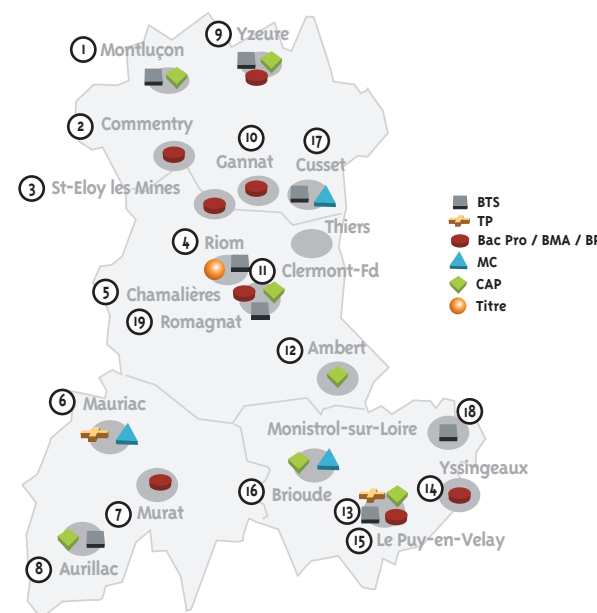 9 Yzeure
1 Montluçon
2 Commentry
10
Gannat
17
Cusset
3 St-Eloy les Mines
Thiers
4 Riom
11 Clermont-Fd
5 Chamalières
19 Romagnat
12 Ambert
BTS
TP
Bac Pro / BMA / BP
MC
CAP
Titre
6 Mauriac
18
Monistrol-sur-Loire
Yssingeaux
14
16 Brioude
13
7 Murat
15 Le Puy-en-Velay
8 Aurillac